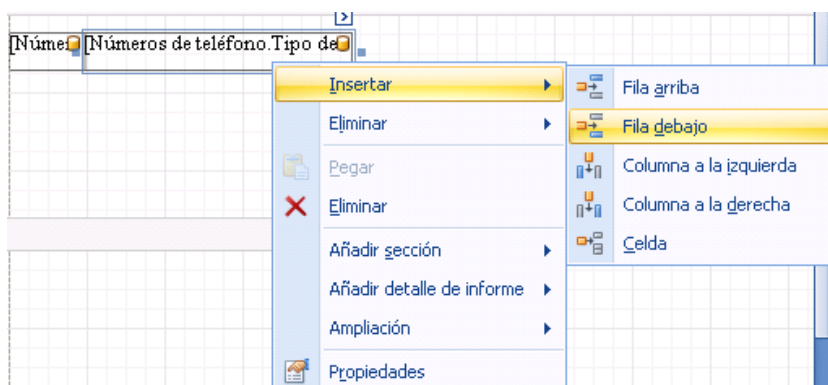 [Núme
[Números de teléfono.Tipo de
Insertar
Eliminar
Pegar
Eliminar
Añadir sección
Añadir detalle de informe
Ampliación
Propiedades
Fila arriba
Fila debajo
Columna a la izquierda
Columna a la derecha
Celda